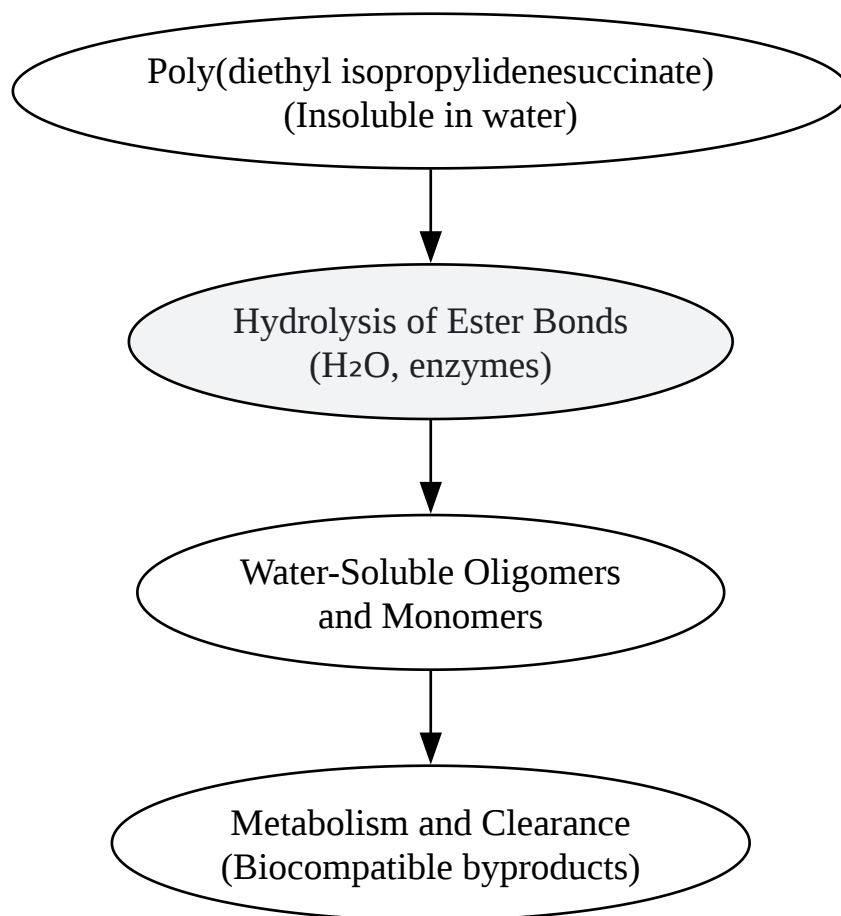 Poly(diethyl isopropylidenesuccinate)
(Insoluble in water)
Hydrolysis of Ester Bonds
(H₂O, enzymes)
Water-Soluble Oligomers
and Monomers
Metabolism and Clearance
(Biocompatible byproducts)